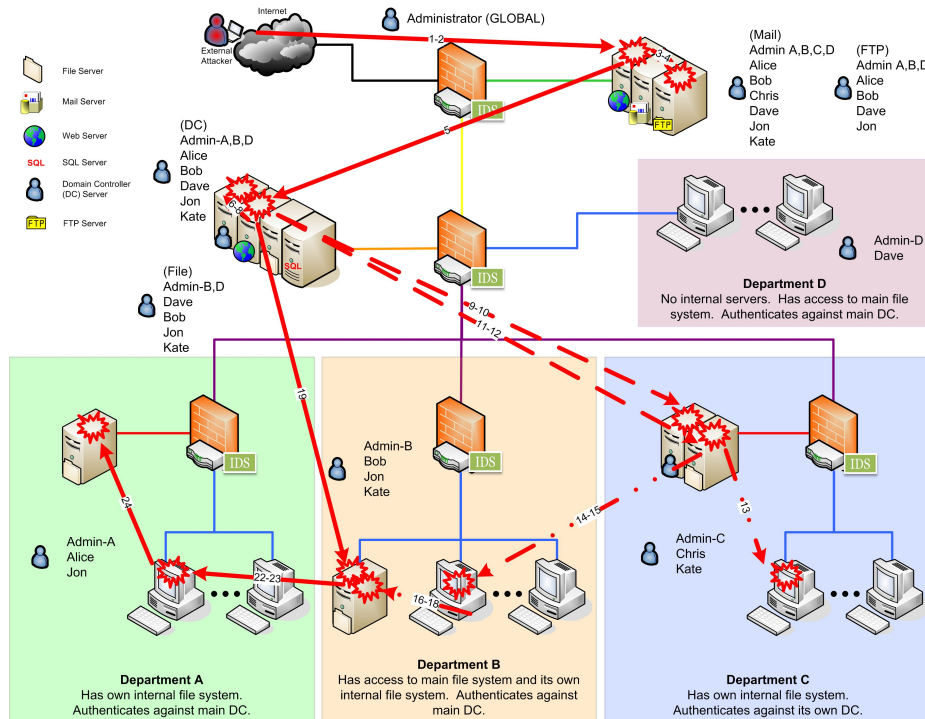 Internet
Administrator (GLOBAL)
External
Attacker
1-2
3-4
(Mail)
Admin A,B,C,D
Alice
Bob
Chris
Dave
Jon
Kate
(FTP)
Admin A,B,D
Alice
Bob
Dave
Jon
File Server
Mail Server
Web Server
SQL
SQL Server
Domain Controller
(DC) Server
FTP
FTP Server
IDS
FTP
5
(DC)
Admin-A,B,D
Alice
Bob
Dave
Jon
Kate
6-8
SQL
IDS
Admin-D
Dave
Department D
No internal servers. Has access to main file
system. Authenticates against main DC.
(File)
Admin-B,D
Dave
Bob
Jon
Kate
9-10
11-12
19
IDS
IDS
IDS
Admin-B
Bob
Jon
Kate
24
14-15
13
Admin-A
Alice
Jon
Admin-C
Chris
Kate
22-23
16-18
Department A
Has own internal file system.
Authenticates against main DC.
Department B
Has access to main file system and its own
internal file system. Authenticates against
main DC.
Department C
Has own internal file system.
Authenticates against its own DC.